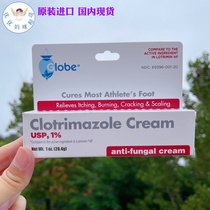 原装进口 国内现货
Globe
COMPARE TO THE
ACTIVE INGREDIENT
IN LOTRIMIN AF
Cures Most Athlete's Foot
Relieves Itching, Burning, Cracking & Scaling
Clotrimazole Cream
USP, 1%
Net Wt. 1 oz. (28.4g)
anti-fungal cream